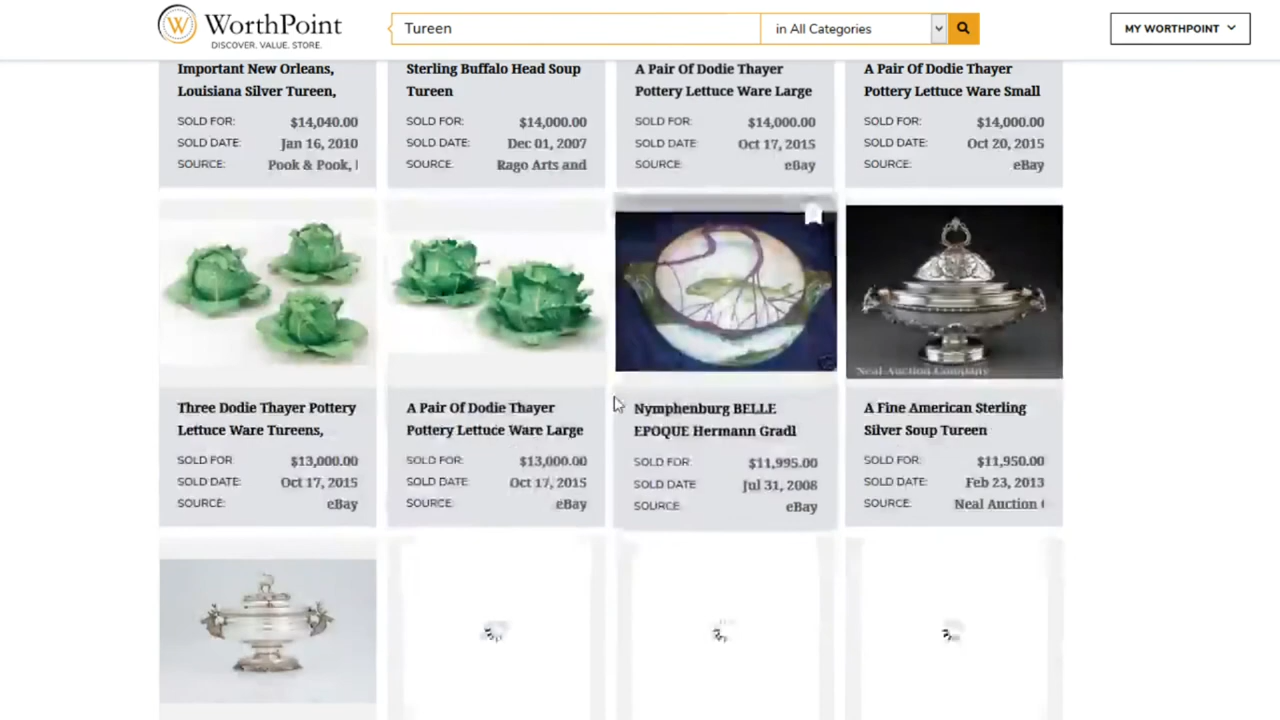 W WorthPoint
DISCOVER. VALUE. STORE.
Tureen
in All Categories
MY WORTHPOINT
Important New Orleans,
Louisiana Silver Tureen,
SOLD FOR: $14,040.00
SOLD DATE: Jan 16, 2010
SOURCE: Pook & Pook, I
Sterling Buffalo Head Soup
Tureen
SOLD FOR: $14,000.00
SOLD DATE: Dec 01, 2007
SOURCE: Rago Arts and
A Pair Of Dodie Thayer
Pottery Lettuce Ware Large
SOLD FOR: $14,000.00
SOLD DATE: Oct 17, 2015
SOURCE: eBay
A Pair Of Dodie Thayer
Pottery Lettuce Ware Small
SOLD FOR: $14,000.00
SOLD DATE: Oct 20, 2015
SOURCE: eBay
Three Dodie Thayer Pottery
Lettuce Ware Tureens,
SOLD FOR $13,000.00
SOLD DATE: Oct 17, 2015
SOURCE: eBay
A Pair Of Dodie Thayer
Pottery Lettuce Ware Large
SOLD FOR: $13,000.00
SOLD DATE: Oct 17, 2015
SOURCE: eBay
Nymphenburg BELLE
EPOQUE Hermann Gradl
SOLD FOR: $11,995.00
SOLD DATE Jul 31, 2008
SOURCE: eBay
Neal Auction Company
A Fine American Sterling
Silver Soup Tureen
SOLD FOR: $11,950.00
SOLD DATE: Feb 23, 2013
SOURCE: Neal Auction